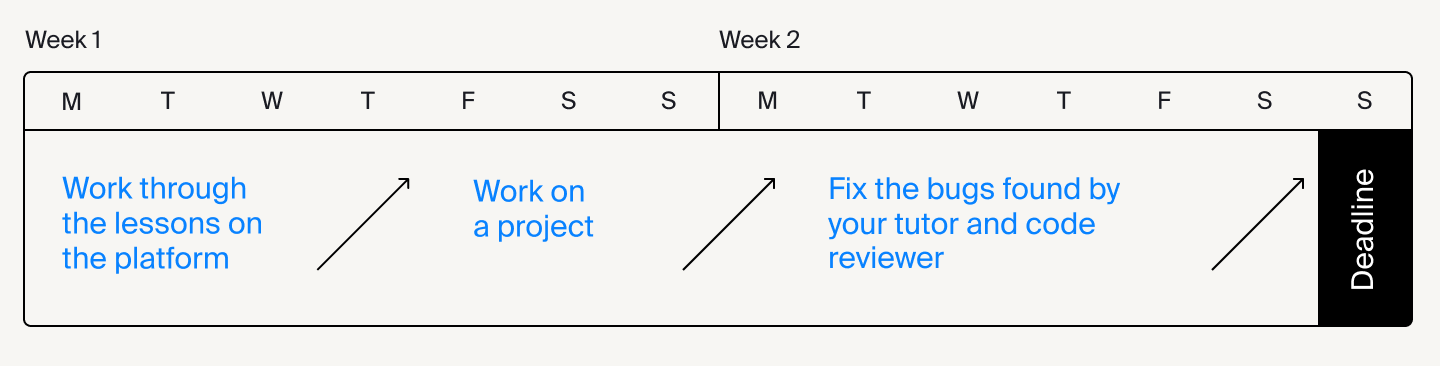 Week 1
Week 2
M T W T F S S M T W T F S S
Work through
the lessons on
the platform
Work on
a project
Fix the bugs found by
your tutor and code
reviewer
Deadline